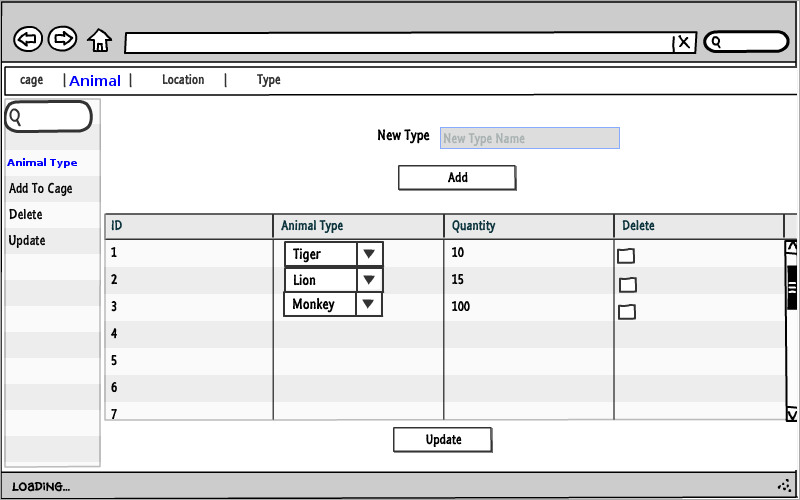 cage | Animal | Location | Type
New Type New Type Name
Animal Type
Add
Add To Cage
Delete
Update
ID Animal Type Quantity Delete
1 Tiger 10
2 Lion 15
3 Monkey 100
4
5
6
7
Update
LOADING...